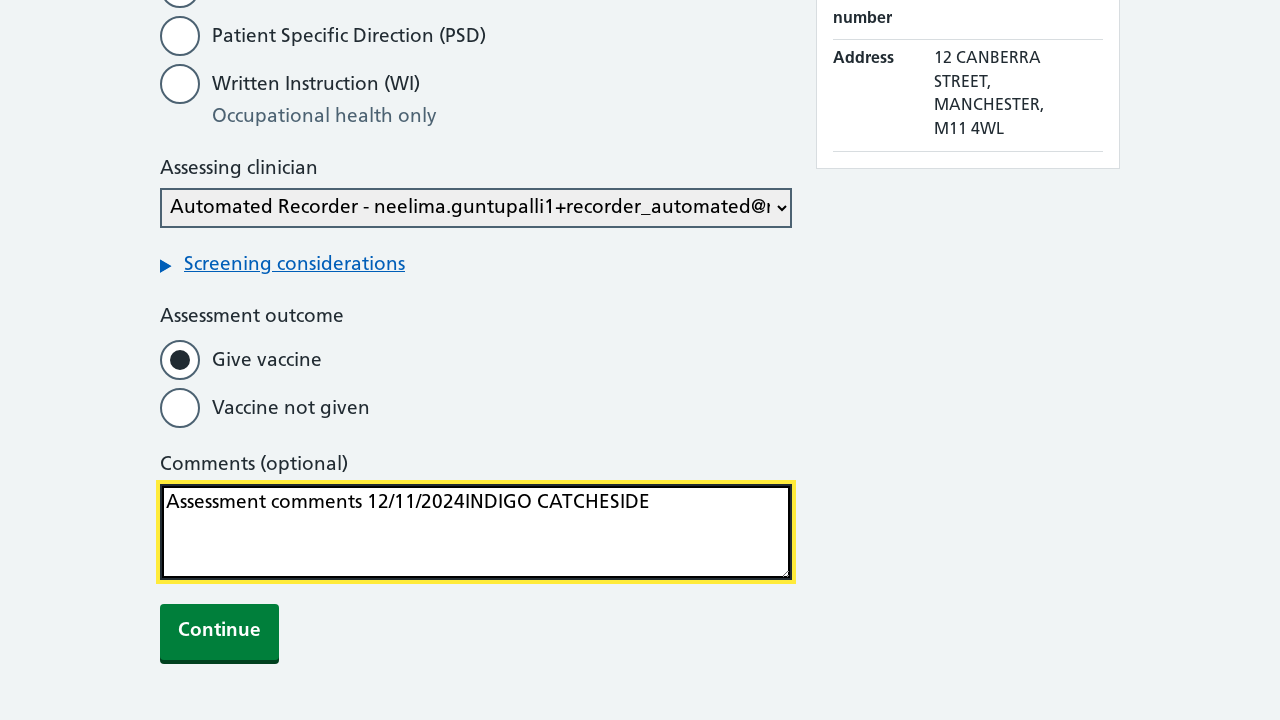 Patient Specific Direction (PSD)
Written Instruction (WI)
Occupational health only
Assessing clinician
Automated Recorder - neelima.guntupalli1+recorder_automated@
Screening considerations
Assessment outcome
Give vaccine
Vaccine not given
Comments (optional)
Assessment comments 12/11/2024INDIGO CATCHESIDE
Continue
number
Address
12 CANBERRA
STREET,
MANCHESTER,
M11 4WL